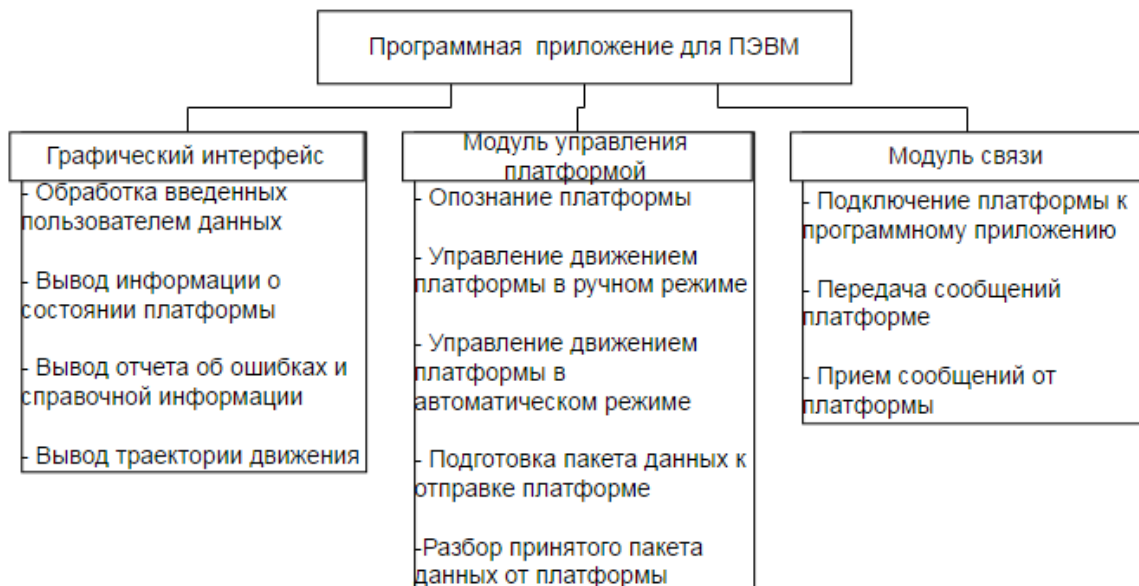 Программная приложение для ПЭВМ
Графический интерфейс
- Обработка введенных
пользователем данных
- Вывод информации о
состоянии платформы
- Вывод отчета об ошибках и
справочной информации
- Вывод траектории движения
Модуль управления
платформой
- Опознание платформы
- Управление движением
платформы в ручном режиме
- Управление движением
платформы в
автоматическом режиме
- Подготовка пакета данных к
отправке платформе
-Разбор принятого пакета
данных от платформы
Модуль связи
- Подключение платформы к
программному приложению
- Передача сообщений
платформе
- Прием сообщений от
платформы